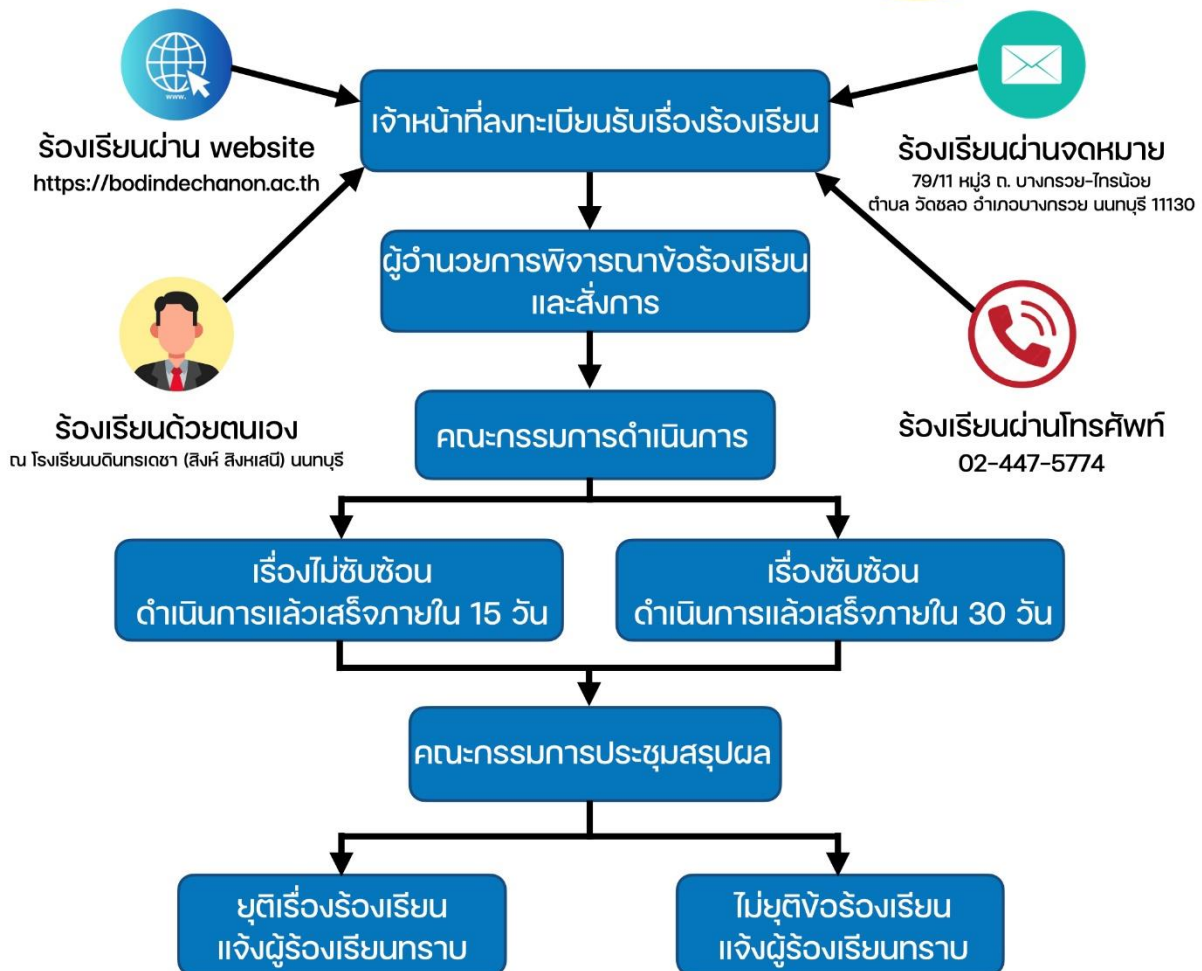 www.
ร้องเรียนผ่าน website
https://bodindechanon.ac.th
เจ้าหน้าที่ลงทะเบียนรับเรื่องร้องเรียน
ร้องเรียนผ่านจดหมาย
79/11 หมู่3 ถ. บางกรวย-ไทรน้อย
ตำบล วัดชลอ อำเภอบางกรวย นนทบุรี 11130
ผู้อำนวยการพิจารณาข้อร้องเรียน
และสั่งการ
ร้องเรียนด้วยตนเอง
ณ โรงเรียนบดินทรเดชา (สิงห์ สิงหเสนี) นนทบุรี
คณะกรรมการดำเนินการ
ร้องเรียนผ่านโทรศัพท์
02-447-5774
เรื่องไม่ซับซ้อน
ดำเนินการแล้วเสร็จภายใน 15 วัน
เรื่องซับซ้อน
ดำเนินการแล้วเสร็จภายใน 30 วัน
คณะกรรมการประชุมสรุปผล
ยุติเรื่องร้องเรียน
แจ้งผู้ร้องเรียนทราบ
ไม่ยุติข้อร้องเรียน
แจ้งผู้ร้องเรียนทราบ